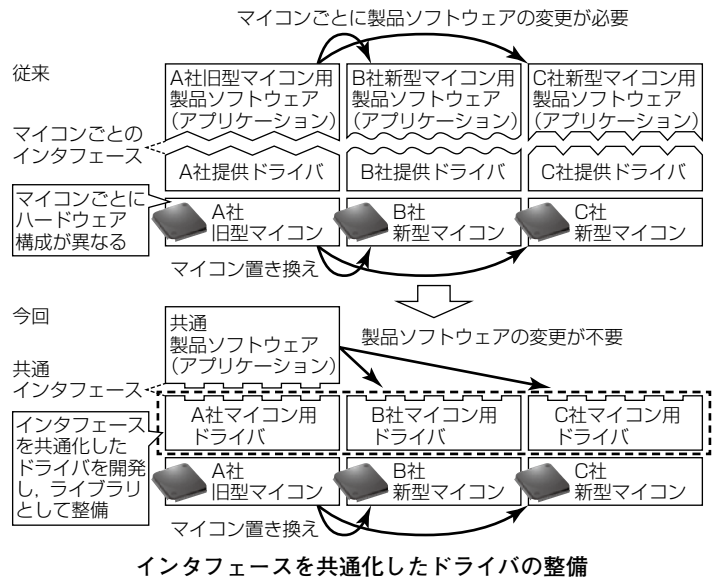 マイコンごとに製品ソフトウェアの変更が必要
従来
A社旧型マイコン用
製品ソフトウェア
（アプリケーション）
B社新型マイコン用
製品ソフトウェア
（アプリケーション）
C社新型マイコン用
製品ソフトウェア
（アプリケーション）
マイコンごとの
インタフェース
A社提供ドライバ
B社提供ドライバ
C社提供ドライバ
マイコンごとに
ハードウェア
構成が異なる
A社
旧型マイコン
B社
新型マイコン
C社
新型マイコン
マイコン置き換え
今回
共通
製品ソフトウェア
（アプリケーション）
製品ソフトウェアの変更が不要
共通
インタフェース
インタフェース
を共通化した
ドライバを開発
し，ライブラリ
として整備
A社マイコン用
ドライバ
B社マイコン用
ドライバ
C社マイコン用
ドライバ
A社
旧型マイコン
B社
新型マイコン
C社
新型マイコン
マイコン置き換え
インタフェースを共通化したドライバの整備